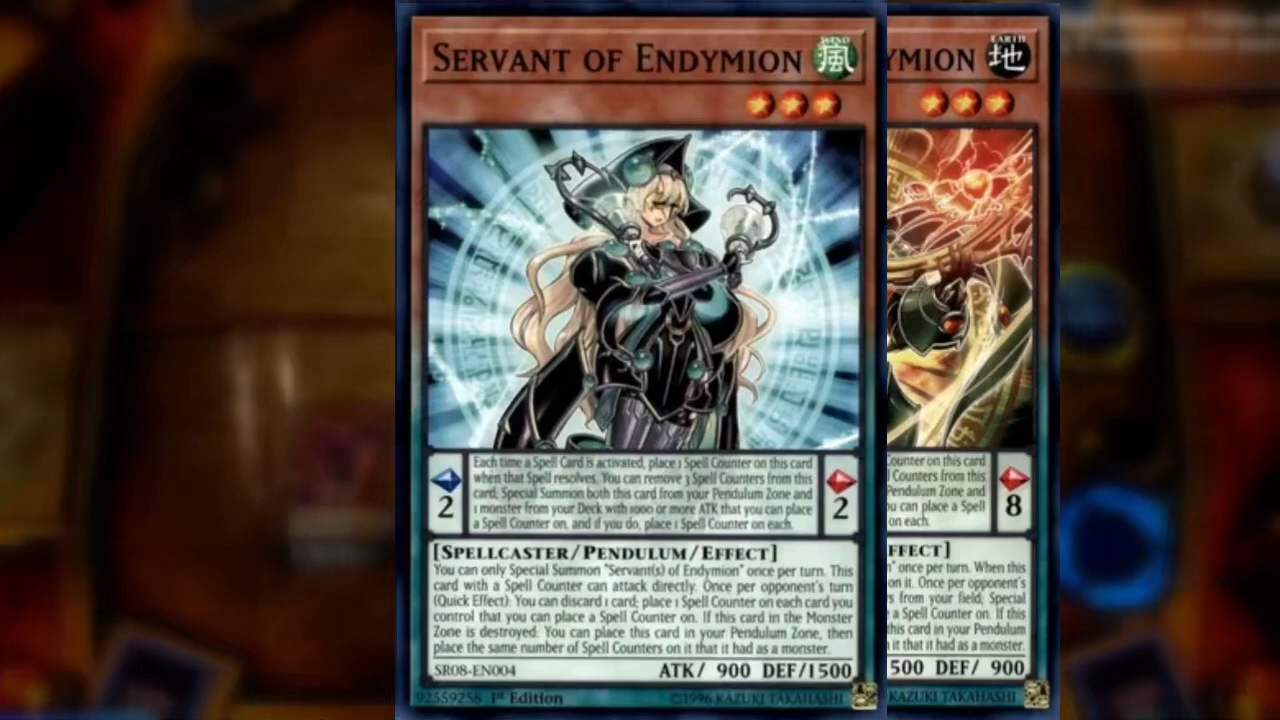 SERVANT OF ENDYMION
WIND
風
Each time a Spell Card is activated, place 1 Spell Counter on this card
when that Spell resolves. You can remove 3 Spell Counters from this
card; Special Summon both this card from your Pendulum Zone and
1 monster from your Deck with 1000 or more ATK that you can place
a Spell Counter on, and if you do, place 1 Spell Counter on each.
2
2
[SPELLCASTER/PENDULUM/EFFECT]
You can only Special Summon "Servant(s) of Endymion" once per turn. This
card with a Spell Counter can attack directly. Once per opponent's turn
(Quick Effect): You can discard 1 card; place 1 Spell Counter on each card you
control that you can place a Spell Counter on. If this card in the Monster
Zone is destroyed: You can place this card in your Pendulum Zone, then
place the same number of Spell Counters on it that it had as a monster.
SR08-EN004
ATK/ 900 DEF/1500
92559258 1st Edition
©1996 KAZUKI TAKAHASHI
YMION
EARTH
地
Counter on this card
l Counters from this
Pendulum Zone and
ou can place a Spell
on each.
8
FFECT]
" once per turn. When this
on it. Once per opponent's
rs from your field; Special
a Spell Counter on. If this
this card in your Pendulum
n it that it had as a monster.
500 DEF/ 900
KAZUKI TAKAHASHI